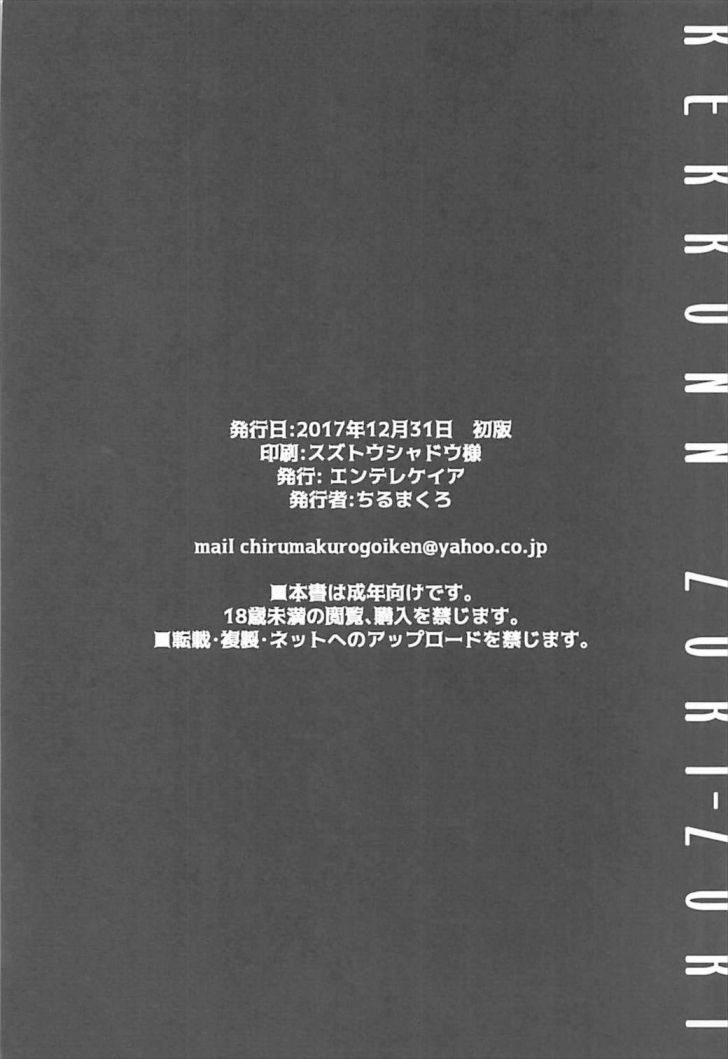 発行日:2017年12月31日　初版
印刷:スズトウシャドウ様
発行: エンテレケイア
発行者:ちるまくろ
mail chirumakurogoiken@yahoo.co.jp
■本書は成年向けです。
18歳未満の閲覧、購入を禁じます。
■転載・複製・ネットへのアップロードを禁じます。